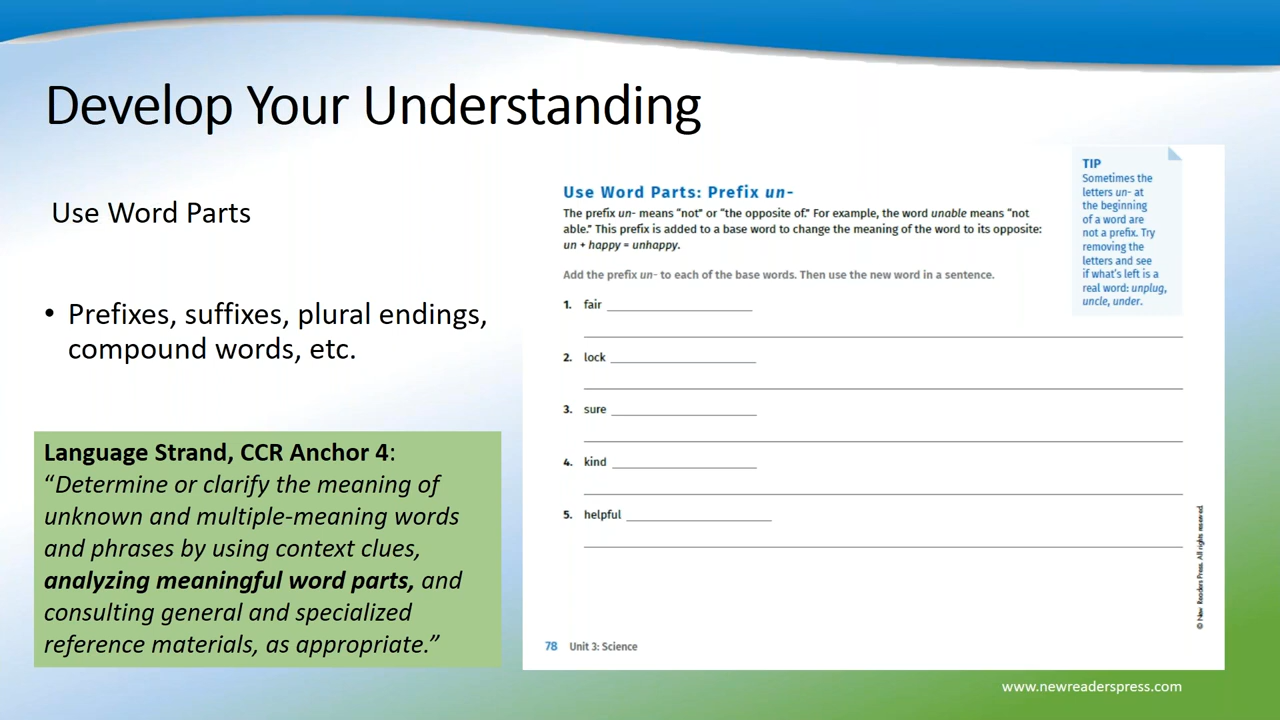 Develop Your Understanding
Use Word Parts
• Prefixes, suffixes, plural endings,
compound words, etc.
Language Strand, CCR Anchor 4:
“Determine or clarify the meaning of
unknown and multiple-meaning words
and phrases by using context clues,
analyzing meaningful word parts, and
consulting general and specialized
reference materials, as appropriate.”
Use Word Parts: Prefix un-
The prefix un- means “not” or “the opposite of.” For example, the word unable means “not
able.” This prefix is added to a base word to change the meaning of the word to its opposite:
un + happy = unhappy.
Add the prefix un- to each of the base words. Then use the new word in a sentence.
1. fair
2. lock
3. sure
4. kind
5. helpful
TIP
Sometimes the
letters un- at
the beginning
of a word are
not a prefix. Try
removing the
letters and see
if what’s left is a
real word: unplug,
uncle, under.
© New Readers Press. All rights reserved.
78 Unit 3: Science
www.newreaderspress.com